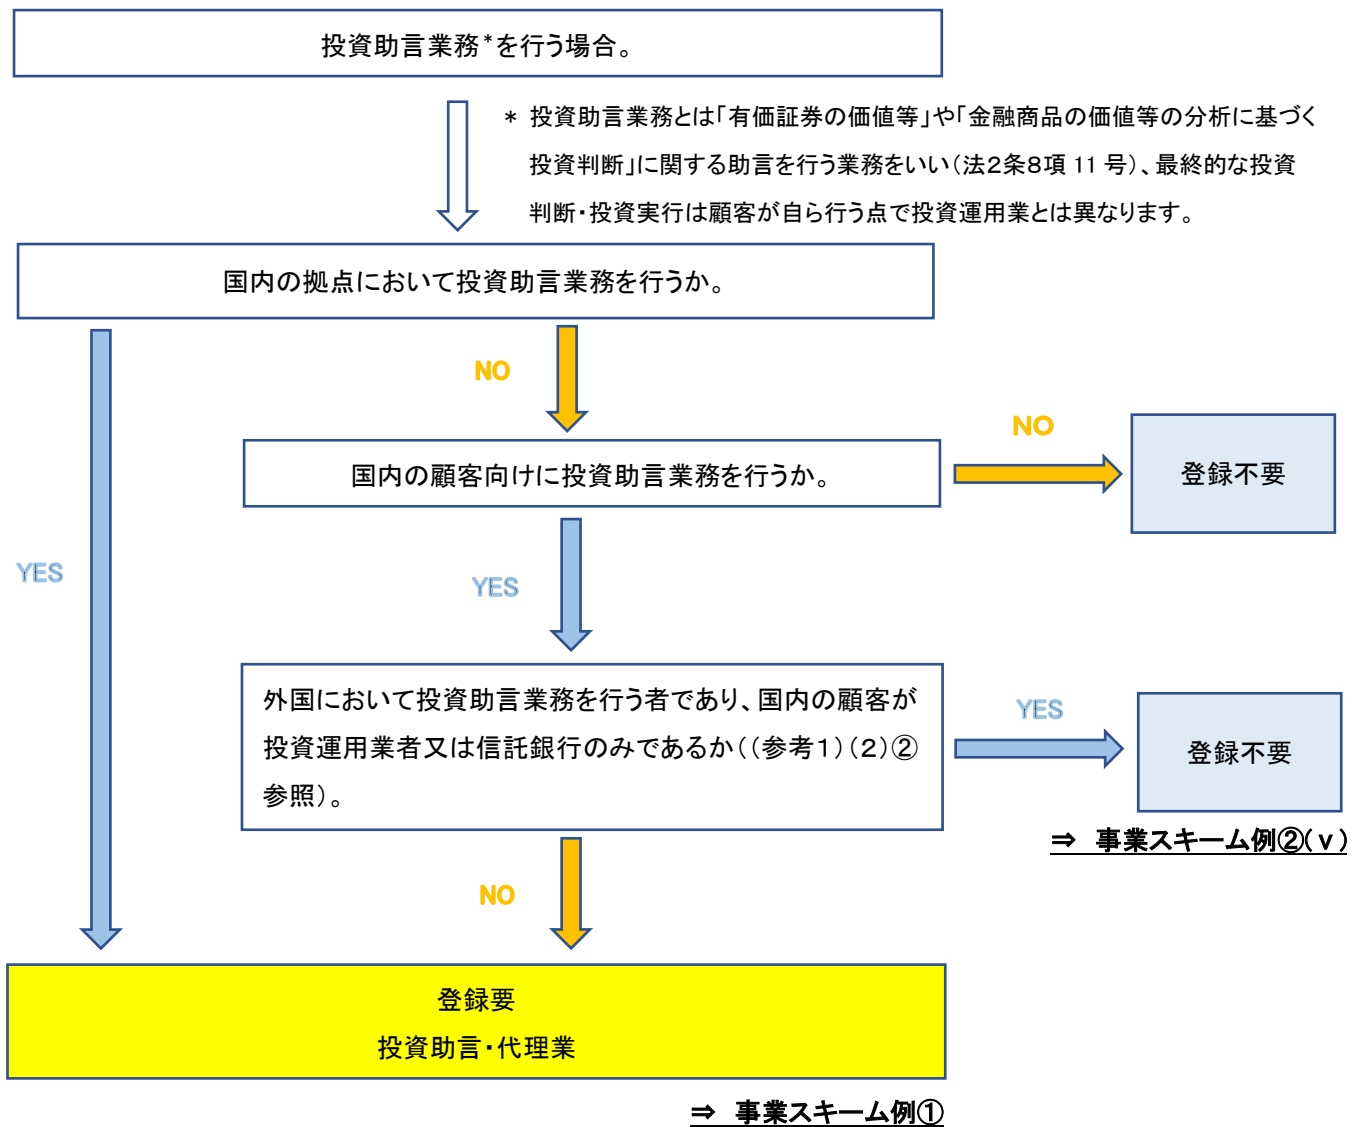 投資助言業務*を行う場合。
* 投資助言業務とは「有価証券の価値等」や「金融商品の価値等の分析に基づく
投資判断」に関する助言を行う業務をいい（法２条８項 11 号）、最終的な投資
判断・投資実行は顧客が自ら行う点で投資運用業とは異なります。
国内の拠点において投資助言業務を行うか。
NO
国内の顧客向けに投資助言業務を行うか。
NO
登録不要
YES
YES
外国において投資助言業務を行う者であり、国内の顧客が
投資運用業者又は信託銀行のみであるか（（参考１）（２）②
参照）。
YES
登録不要
⇒ 事業スキーム例②(ⅴ)
NO
登録要
投資助言・代理業
⇒ 事業スキーム例①